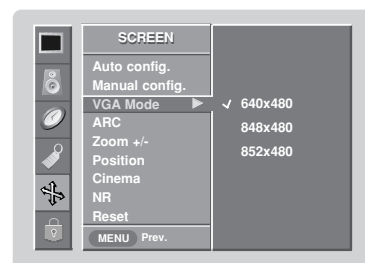 SCREEN
Auto config.
Manual config.
VGA Mode
640x480
848x480
852x480
ARC
Zoom +/-
Position
Cinema
NR
Reset
MENU Prev.